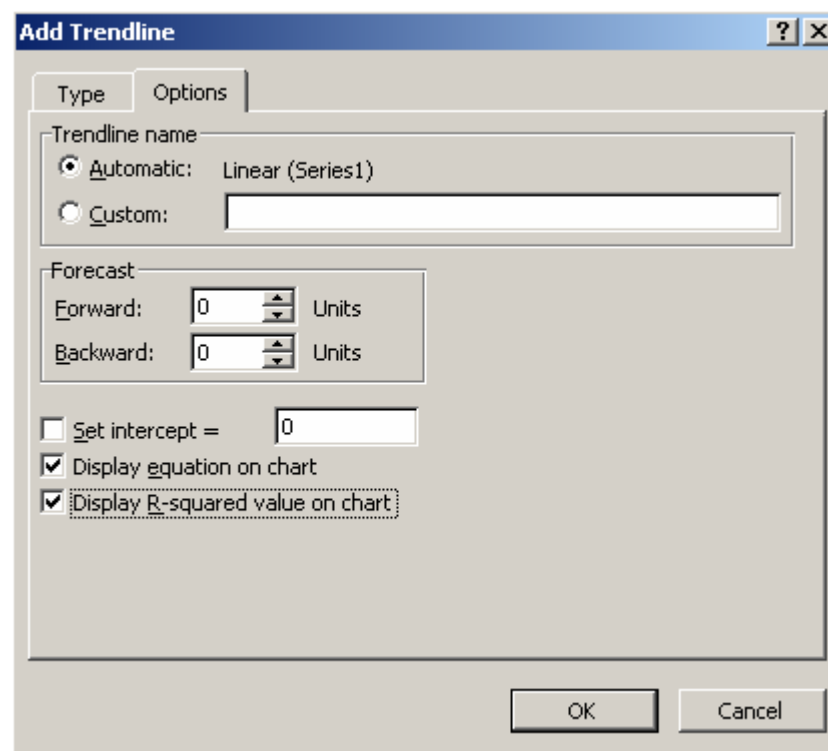 Add Trendline
Type Options
Trendline name
Automatic: Linear (Series1)
Custom:
Forecast
Forward: 0 Units
Backward: 0 Units
Set intercept = 0
Display equation on chart
Display R-squared value on chart
OK Cancel